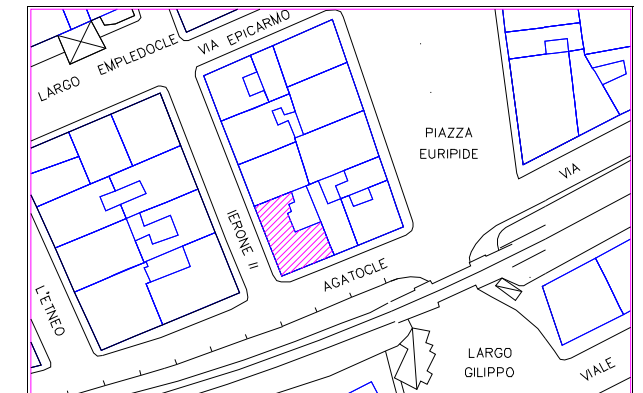 LARGO EMPLEDOCLE
VIA EPICARMO
PIAZZA
EURIPIDE
VIA
IERONE II
AGATOCLE
L'ETNEO
LARGO
GILIPPO
VIALE